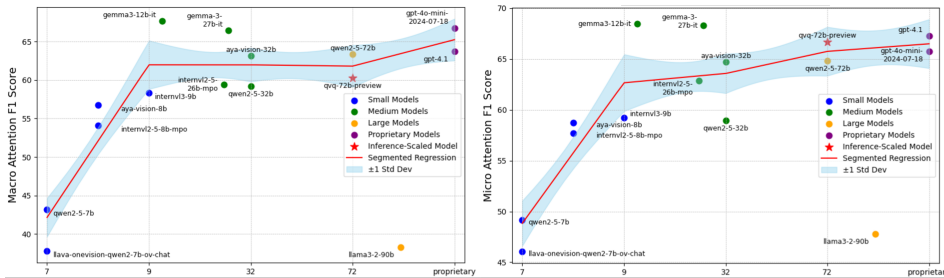 Macro Attention F1 Score
65
60
55
50
45
40
7
9
32
72
proprietary
gemma3-12b-it
gemma-3-
27b-it
aya-vision-32b
qwen2-5-72b
gpt-4o-mini-
2024-07-18
gpt-4.1
internvl2-5-
26b-mpo
qwen2-5-32b
qvq-72b-preview
internvl3-9b
aya-vision-8b
internvl2-5-8b-mpo
qwen2-5-7b
llava-onevision-qwen2-7b-ov-chat
llama3-2-90b
Small Models
Medium Models
Large Models
Proprietary Models
Inference-Scaled Model
Segmented Regression
±1 Std Dev
Micro Attention F1 Score
65
60
55
50
45
7
9
32
72
proprietary
gemma3-12b-it
gemma-3-
27b-it
qvq-72b-preview
gpt-4.1
aya-vision-32b
gpt-4o-mini-
2024-07-18
qwen2-5-72b
internvl2-5-
26b-mpo
internvl3-9b
aya-vision-8b
internvl2-5-8b-mpo
qwen2-5-32b
qwen2-5-7b
llava-onevision-qwen2-7b-ov-chat
llama3-2-90b
Small Models
Medium Models
Large Models
Proprietary Models
Inference-Scaled Model
Segmented Regression
±1 Std Dev